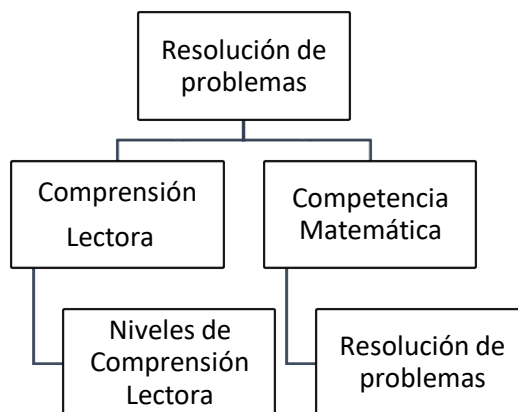 Resolución de
problemas
Comprensión
Lectora
Competencia
Matemática
Niveles de
Comprensión
Lectora
Resolución de
problemas